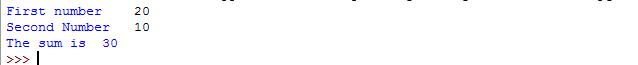 First number    20
Second Number   10
The sum is  30
>>>